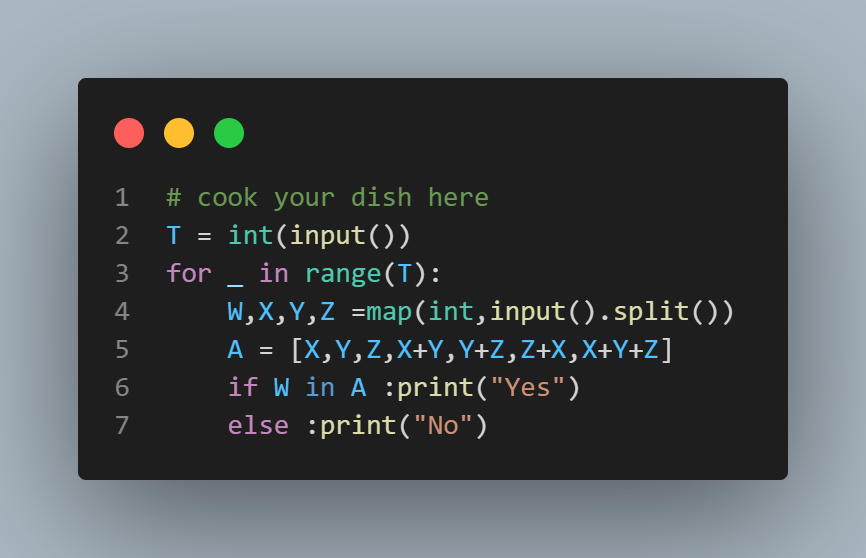 1 # cook your dish here
2 T = int(input())
3 for _ in range(T):
4     W,X,Y,Z =map(int,input().split())
5     A = [X,Y,Z,X+Y,Y+Z,Z+X,X+Y+Z]
6     if W in A :print("Yes")
7     else :print("No")